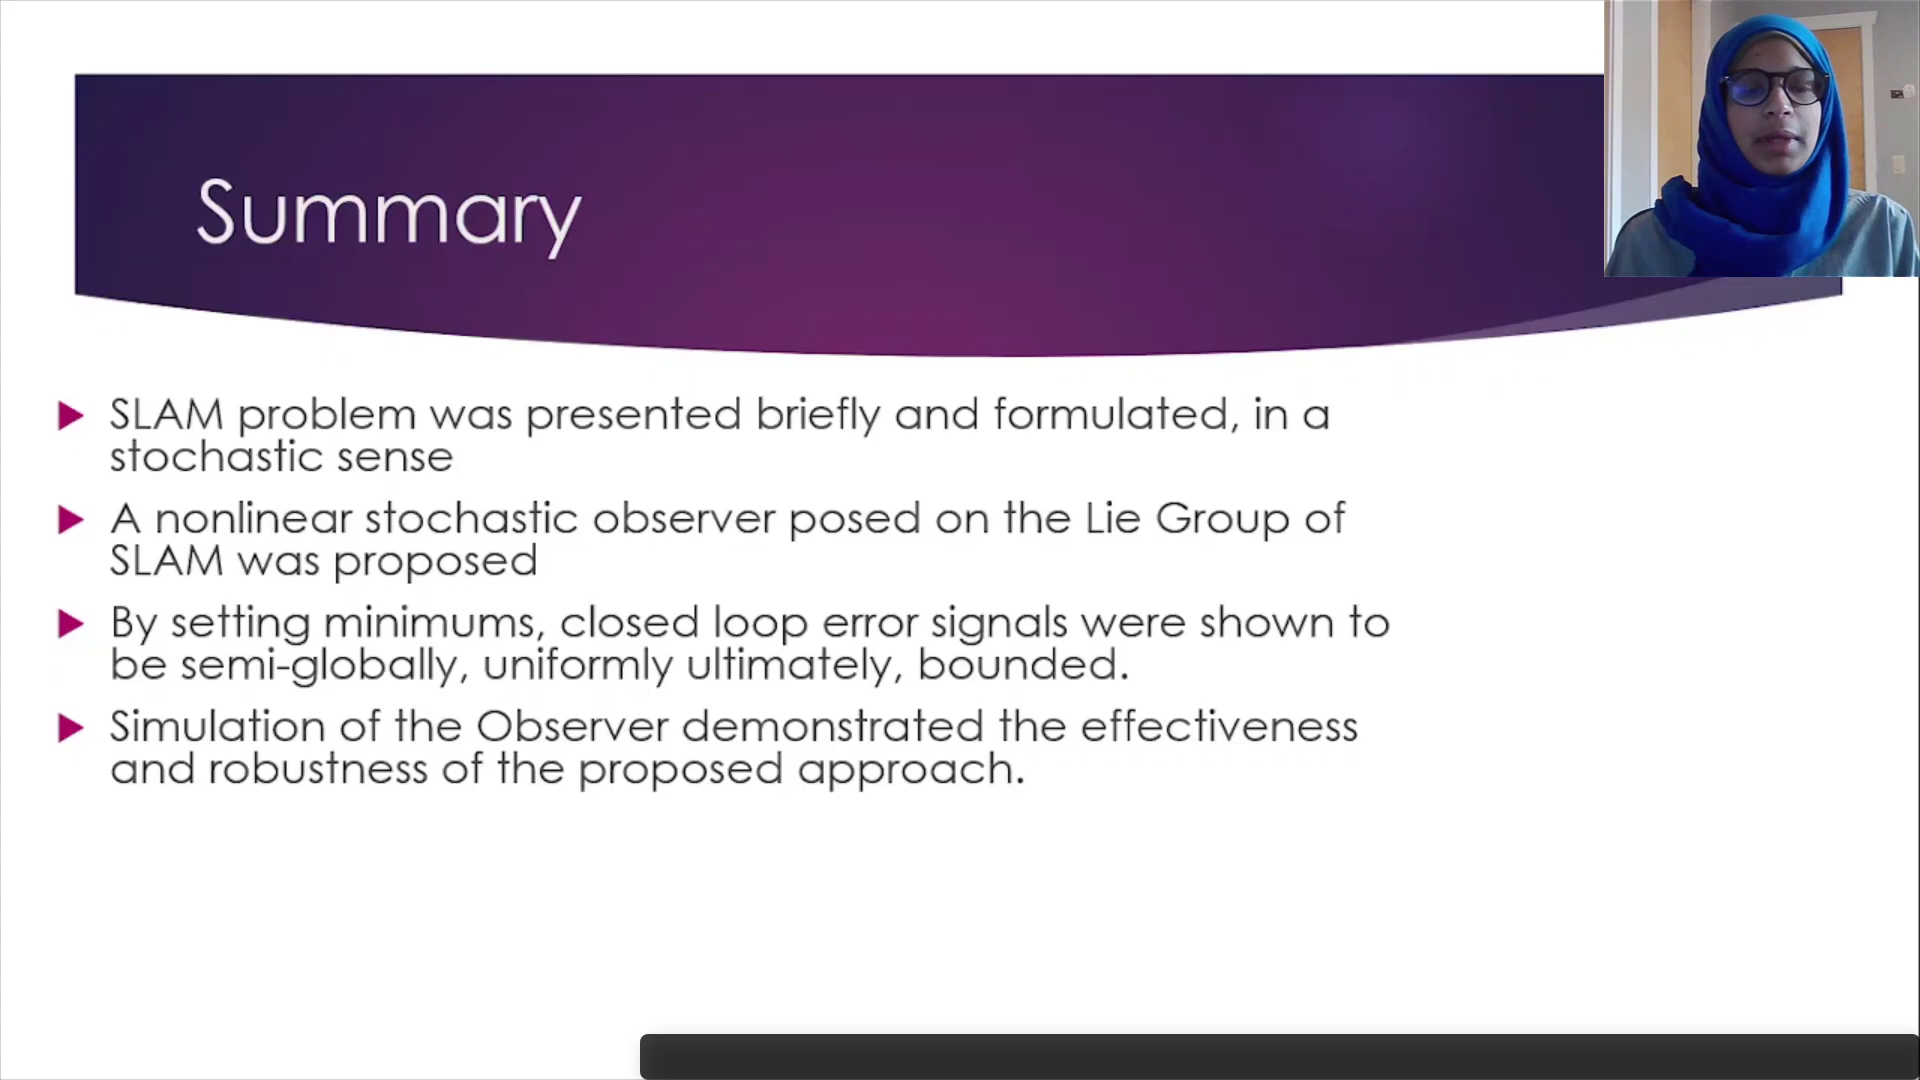 Summary
SLAM problem was presented briefly and formulated, in a
stochastic sense
A nonlinear stochastic observer posed on the Lie Group of
SLAM was proposed
By setting minimums, closed loop error signals were shown to
be semi-globally, uniformly ultimately, bounded.
Simulation of the Observer demonstrated the effectiveness
and robustness of the proposed approach.